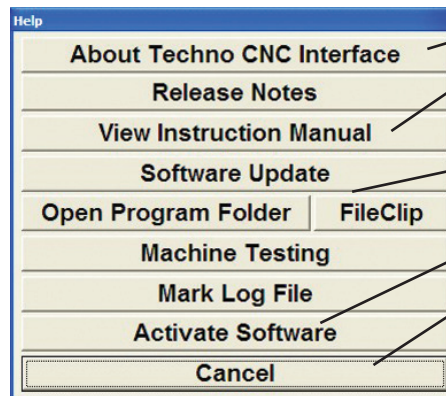 Help
About Techno CNC Interface
Release Notes
View Instruction Manual
Software Update
Open Program Folder FileClip
Machine Testing
Mark Log File
Activate Software
Cancel